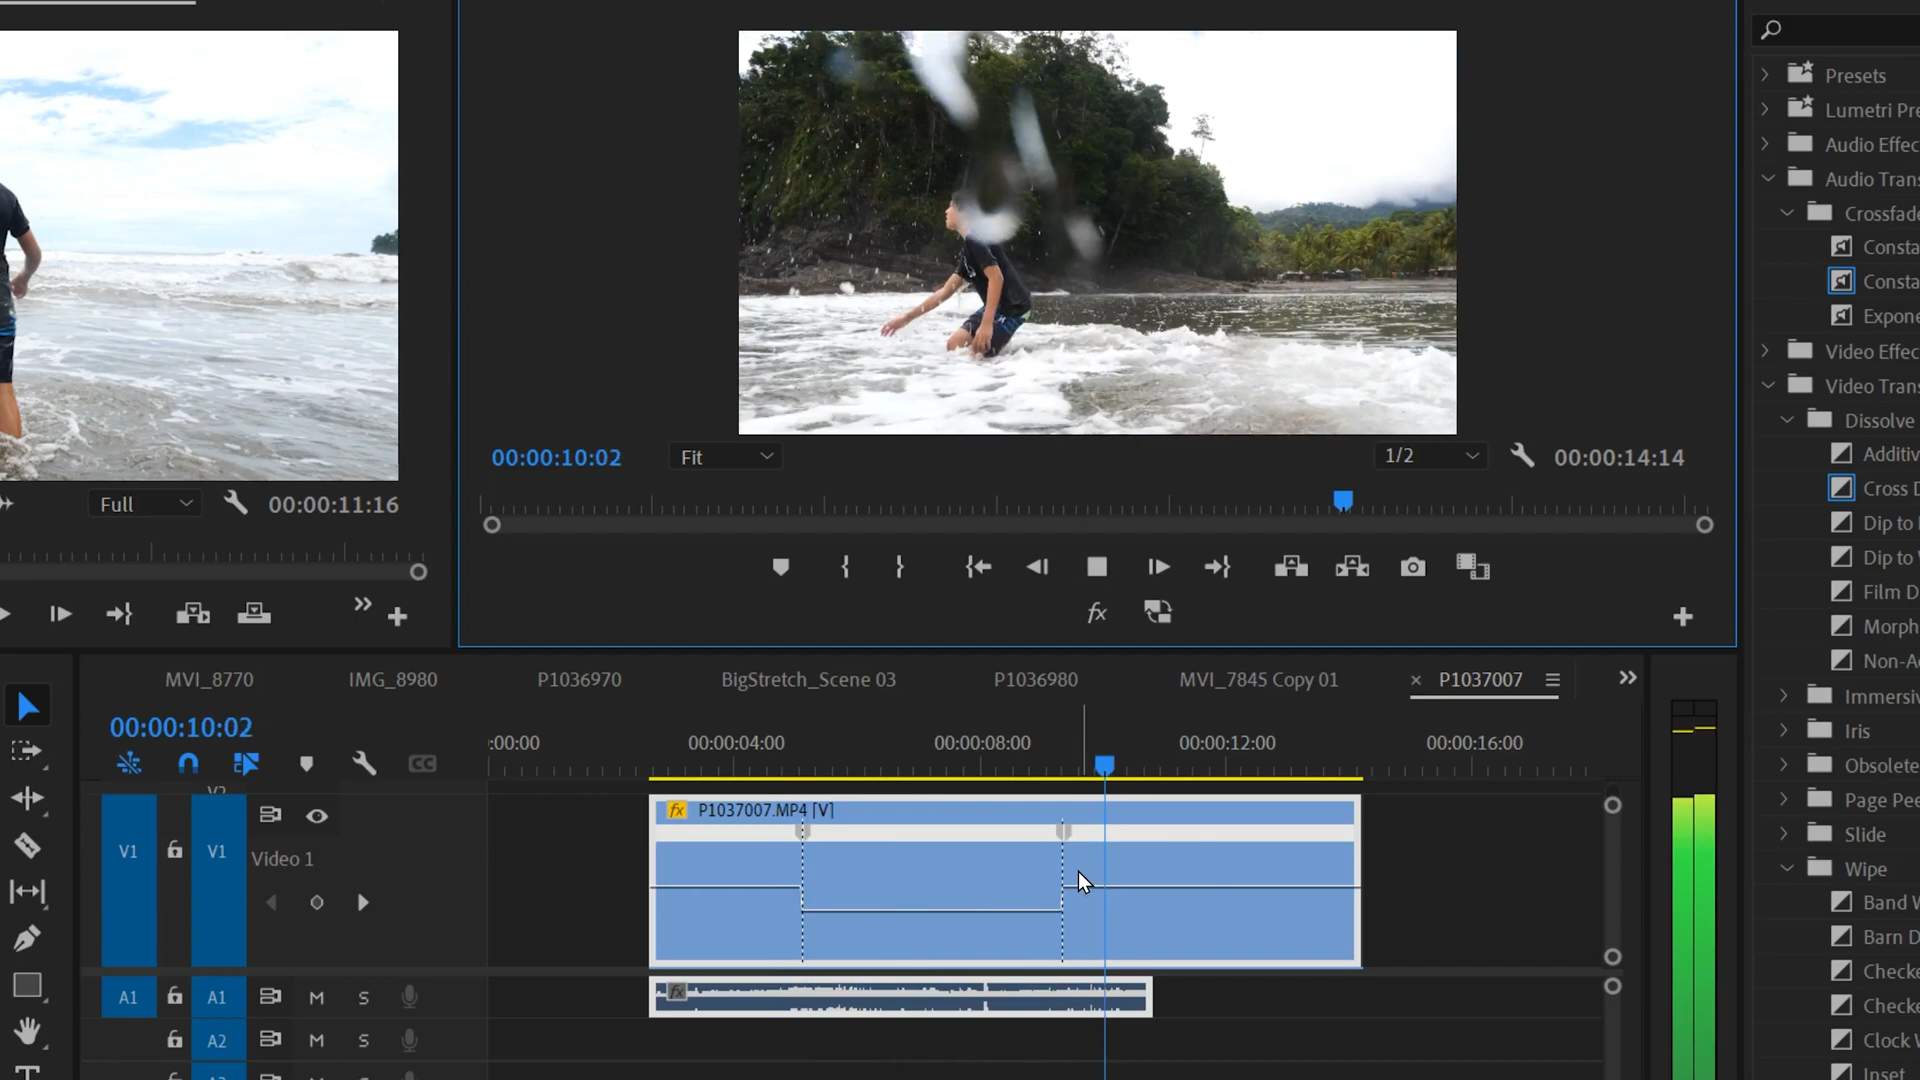 Presets
Lumetri Pre
Audio Effec
Audio Trans
Crossfade
Consta
Consta
Expone
Video Effec
Video Trans
Dissolve
Additiv
Cross D
Dip to
Dip to
Film D
Morph
Non-A
Immersiv
Iris
Obsolete
Page Pee
Slide
Wipe
Band W
Barn D
Checke
Checke
Clock
Inset
Full
00:00:11:16
00:00:10:02
Fit
1/2
00:00:14:14
fx
MVI_8770
IMG_8980
P1036970
BigStretch_Scene 03
P1036980
MVI_7845 Copy 01
× P1037007
00:00:10:02
CC
:00:00
00:00:04:00
00:00:08:00
00:00:12:00
00:00:16:00
V1
V1
Video 1
fx P1037007.MP4 [V]
A1
A1
M
S
fx
A2
M
S